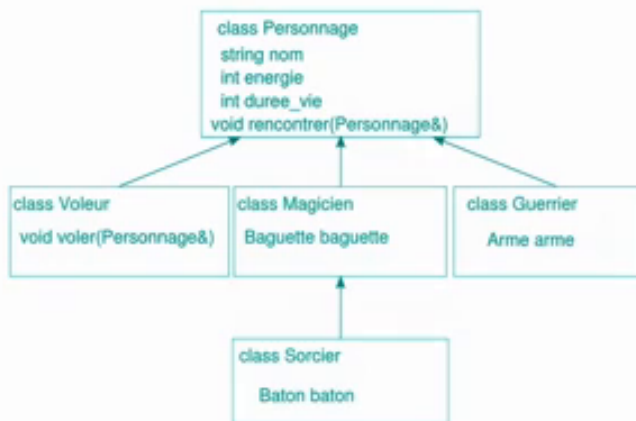 class Personnage
string nom
int energie
int duree_vie
void rencontrer(Personnage&)
class Voleur
void voler(Personnage&)
class Magicien
Baguette baguette
class Guerrier
Arme arme
class Sorcier
Baton baton